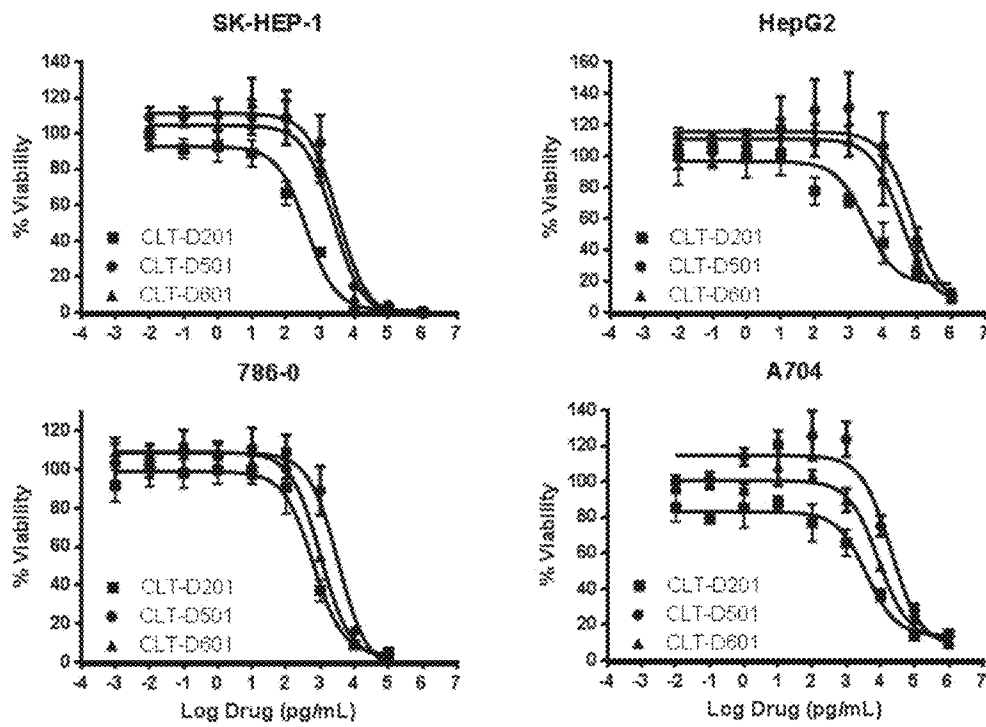 SK-HEP-1
140
120
100
80
60
40
20
0
% Viability
CLT-D201
CLT-D501
CLT-D601
-4 -3 -2 -1 0 1 2 3 4 5 6 7
HepG2
160
140
120
100
80
60
40
20
0
% Viability
CLT-D201
CLT-D501
CLT-D601
-4 -3 -2 -1 0 1 2 3 4 5 6 7
786-0
120
100
80
60
40
20
0
% Viability
CLT-D201
CLT-D501
CLT-D601
-4 -3 -2 -1 0 1 2 3 4 5 6 7
Log Drug (pg/mL)
A704
140
120
100
80
60
40
20
0
% Viability
CLT-D201
CLT-D501
CLT-D601
-4 -3 -2 -1 0 1 2 3 4 5 6 7
Log Drug (pg/mL)